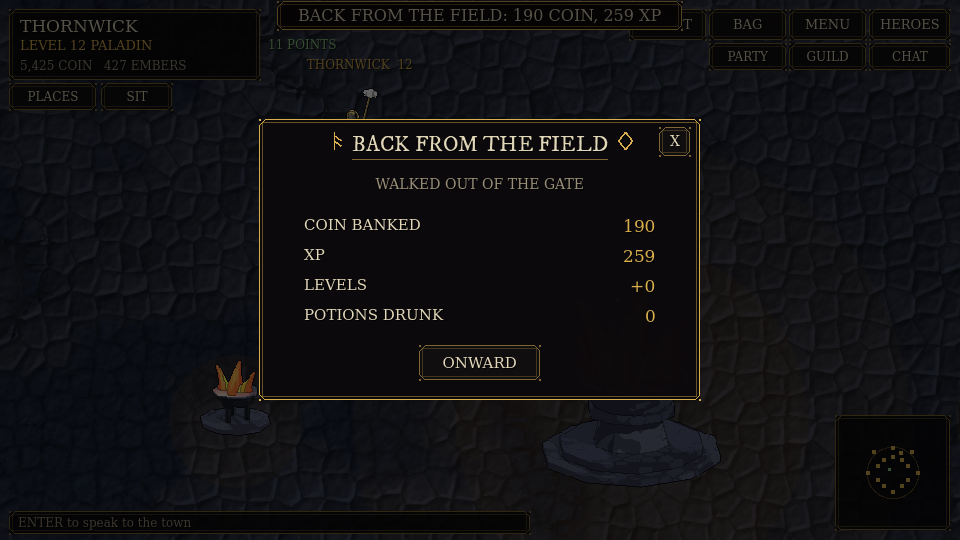 BACK FROM THE FIELD: 190 COIN, 259 XP
THORNWICK
LEVEL 12 PALADIN
5,425 COIN 427 EMBERS
11 POINTS
THORNWICK 12
BAG
MENU
HEROES
PARTY
GUILD
CHAT
PLACES
SIT
BACK FROM THE FIELD
X
WALKED OUT OF THE GATE
COIN BANKED 190
XP 259
LEVELS +0
POTIONS DRUNK 0
ONWARD
ENTER to speak to the town